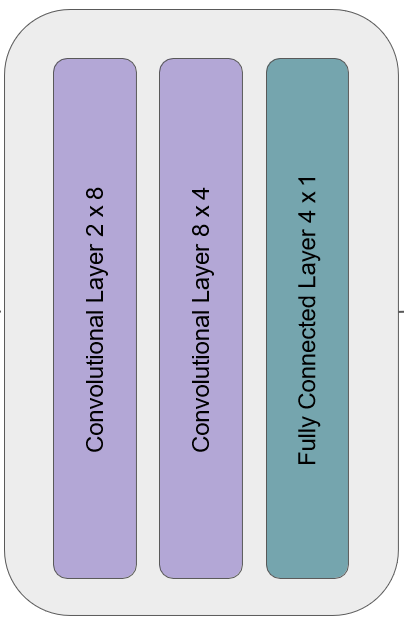 Convolutional Layer 2 x 8
Convolutional Layer 8 x 4
Fully Connected Layer 4 x 1